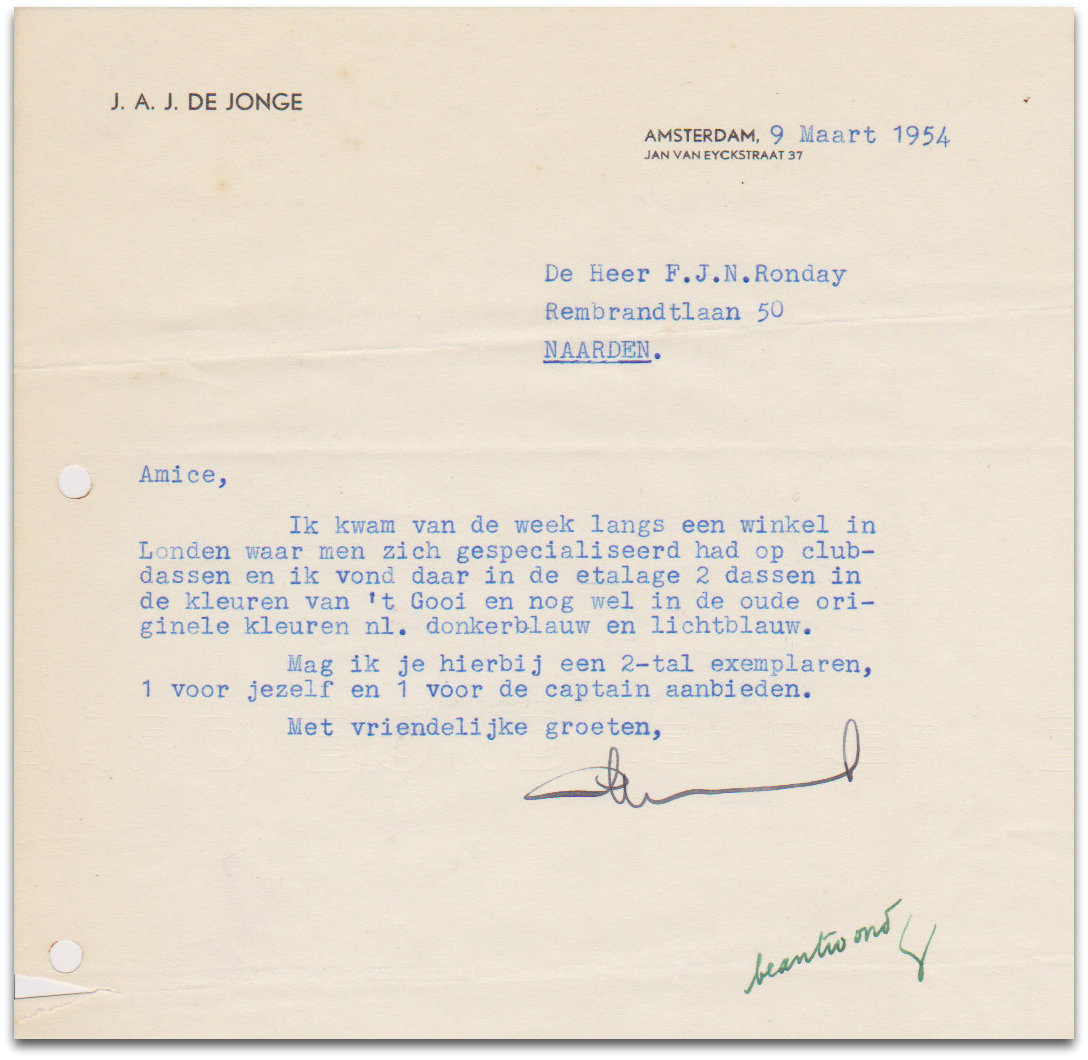 J. A. J. DE JONGE
AMSTERDAM, 9 Maart 1954
JAN VAN EYCKSTRAAT 37
De Heer F.J.N.Ronday
Rembrandtlaan 50
NAARDEN.
Amice,
Ik kwam van de week langs een winkel in
Londen waar men zich gespecialiseerd had op club-
dassen en ik vond daar in de etalage 2 dassen in
de kleuren van 't Gooi en nog wel in de oude ori-
ginele kleuren nl. donkerblauw en lichtblauw.
Mag ik je hierbij een 2-tal exemplaren,
1 voor jezelf en 1 voor de captain aanbieden.
Met vriendelijke groeten,
beantwoord